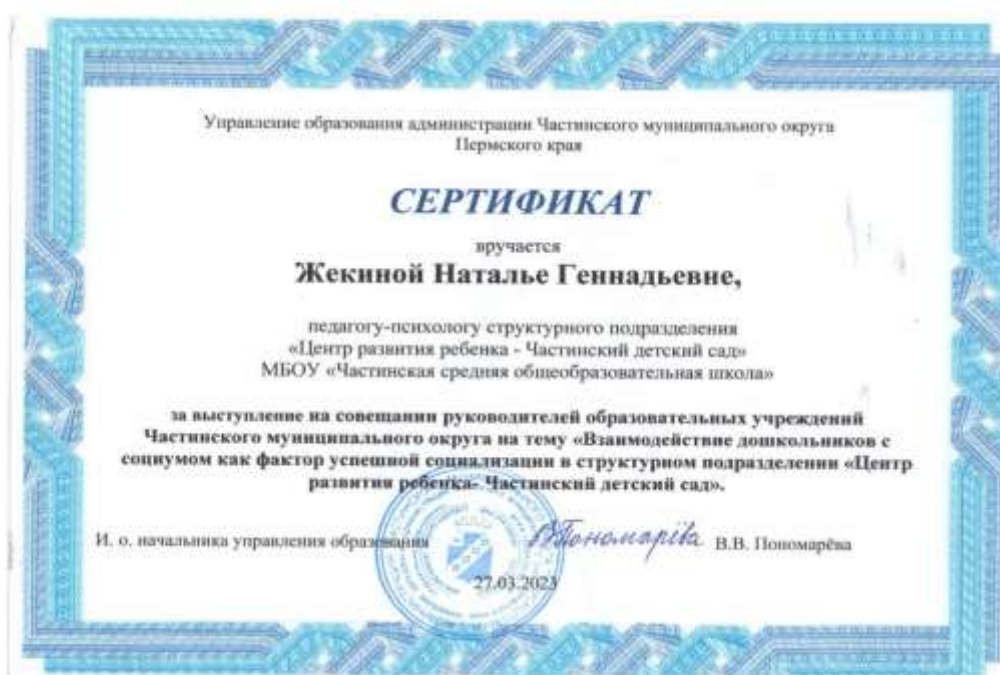 Управление образования администрации Частинского муниципального округа
Пермского края
СЕРТИФИКАТ
вручается
Жекиной Наталье Геннадьевне,
педагогу-психологу структурного подразделения
«Центр развития ребенка - Частинский детский сад»
МБОУ «Частинская средняя общеобразовательная школа»
за выступление на совещании руководителей образовательных учреждений
Частинского муниципального округа на тему «Взаимодействие дошкольников с
социумом как фактор успешной социализации в структурном подразделении «Центр
развития ребенка- Частинский детский сад».
И. о. начальника управления образования Пономарёва В.В. Пономарёва
27.03.2023